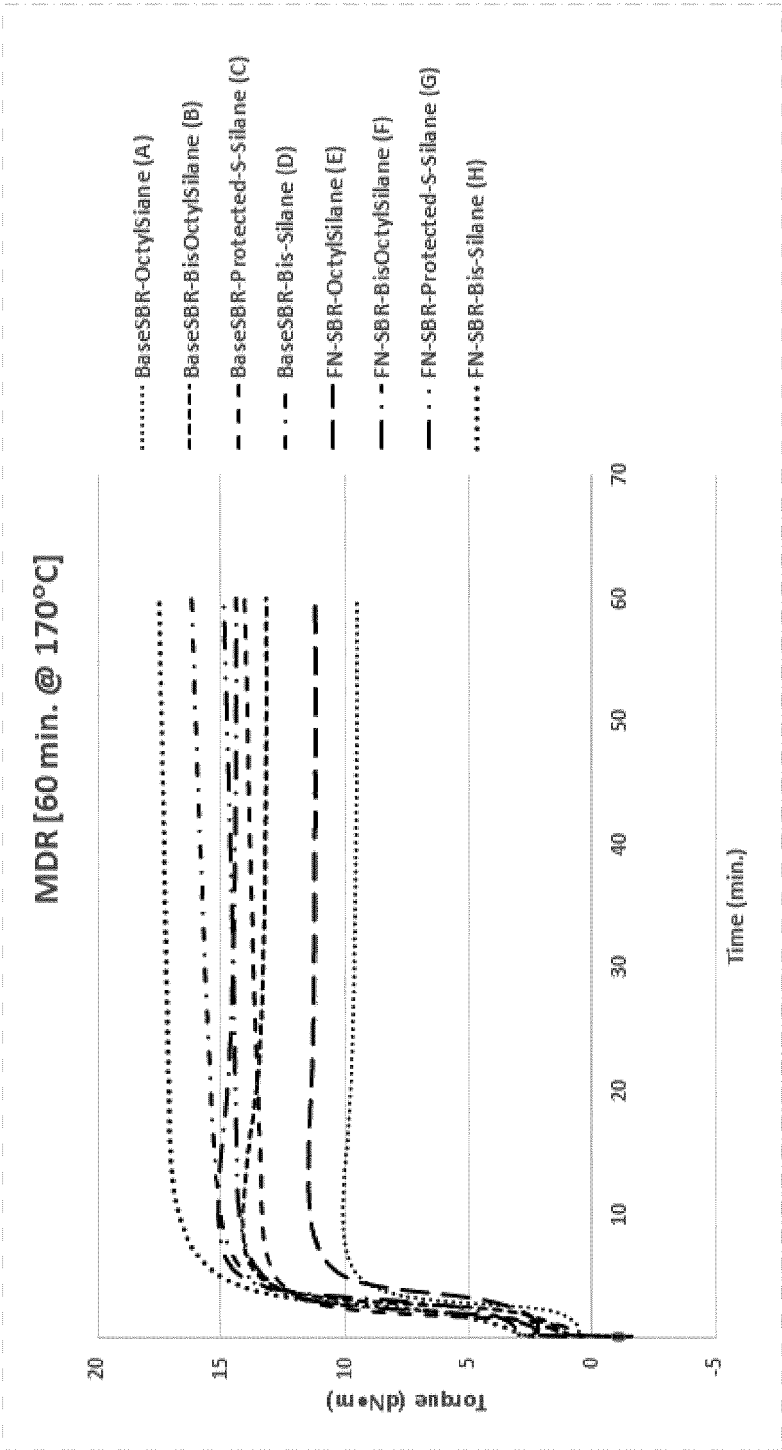 MDR [60 min. @ 170°C]
20
15
10
5
0
-5
Torque (dN•m)
0
10
20
30
40
50
60
70
Time (min.)
BaseSBR-OctylSiane (A)
BaseSBR-BisOctylSilane (B)
BaseSBR-Protected-S-Silane (C)
BaseSBR-Bis-Silane (D)
FN-SBR-OctylSilane (E)
FN-SBR-BisOctylSilane (F)
FN-SBR-Protected-S-Silane (G)
FN-SBR-Bis-Silane (H)